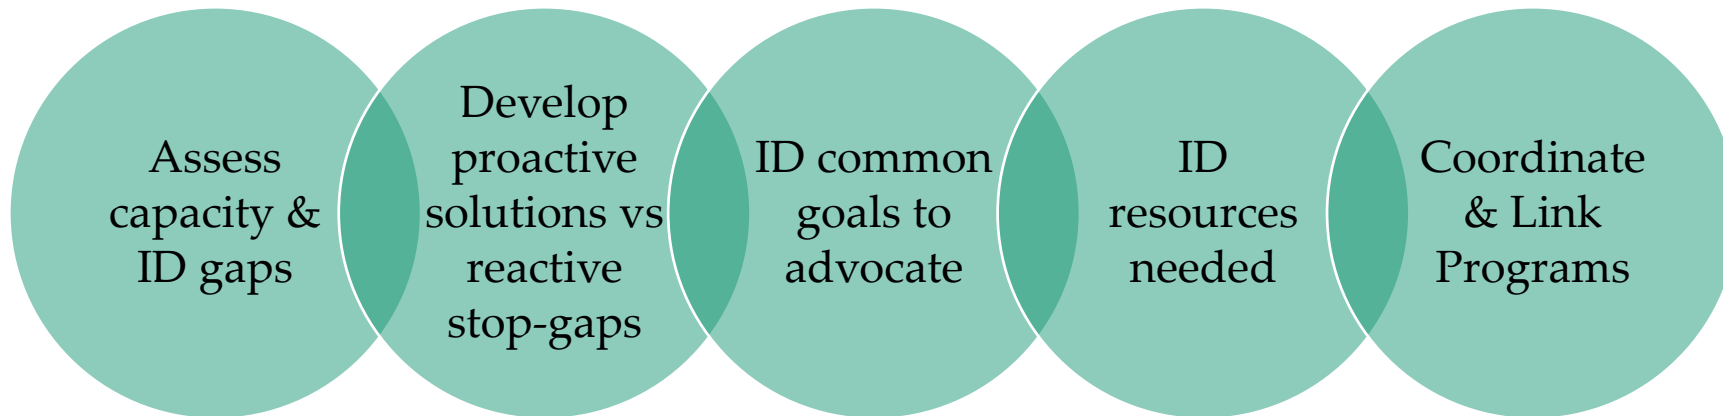 Assess
capacity &
ID gaps
Develop
proactive
solutions vs
reactive
stop-gaps
ID common
goals to
advocate
ID
resources
needed
Coordinate
& Link
Programs